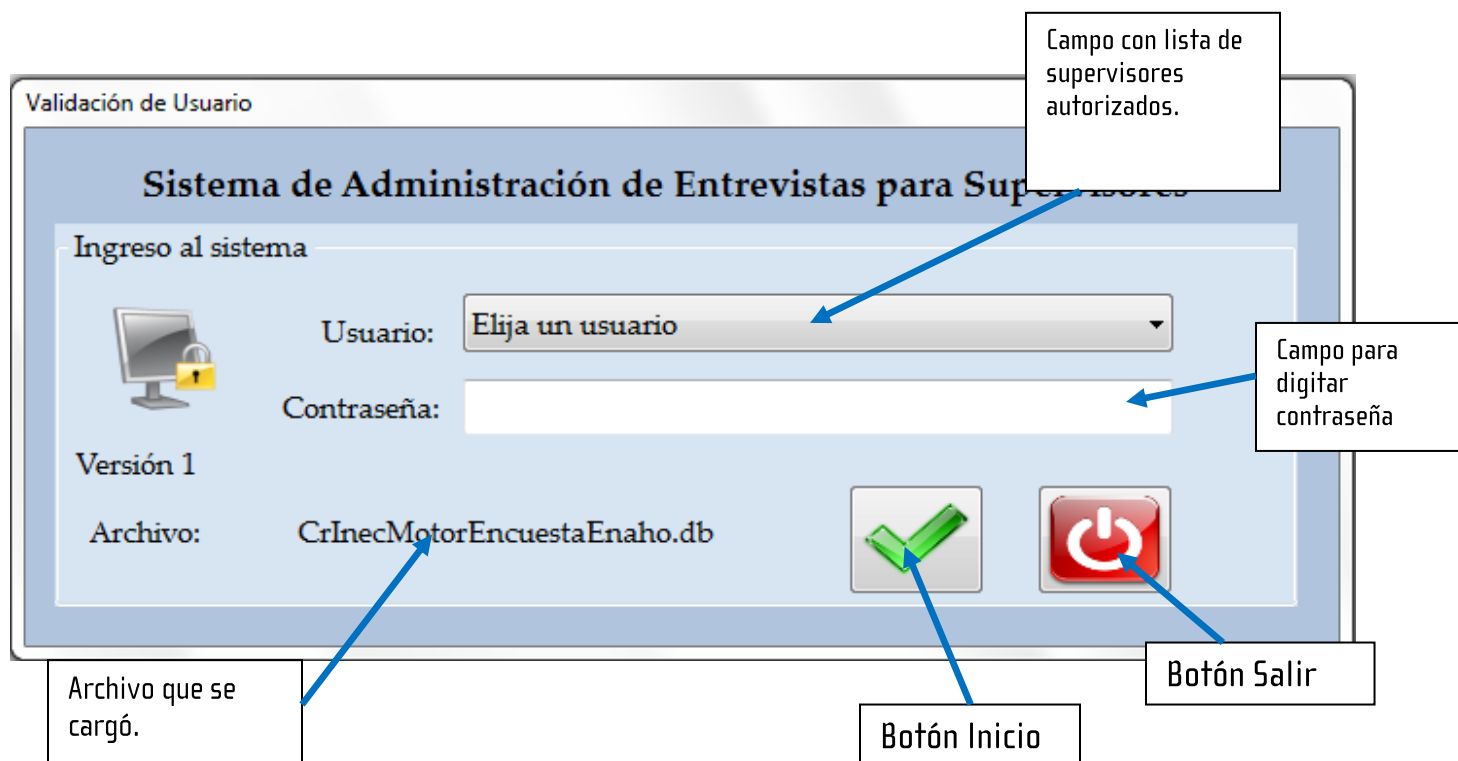 Campo con lista de
supervisores
autorizados.
Validación de Usuario
Sistema de Administración de Entrevistas para Supervisores
Ingreso al sistema
Usuario:
Elija un usuario
Campo para
digitar
contraseña
Contraseña:
Versión 1
Archivo:
CrInecMotorEncuestaEnaho.db
Botón Salir
Archivo que se
cargó.
Botón Inicio